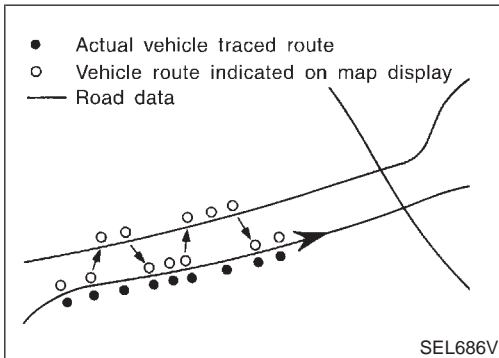 ● Actual vehicle traced route
○ Vehicle route indicated on map display
— Road data
SEL686V